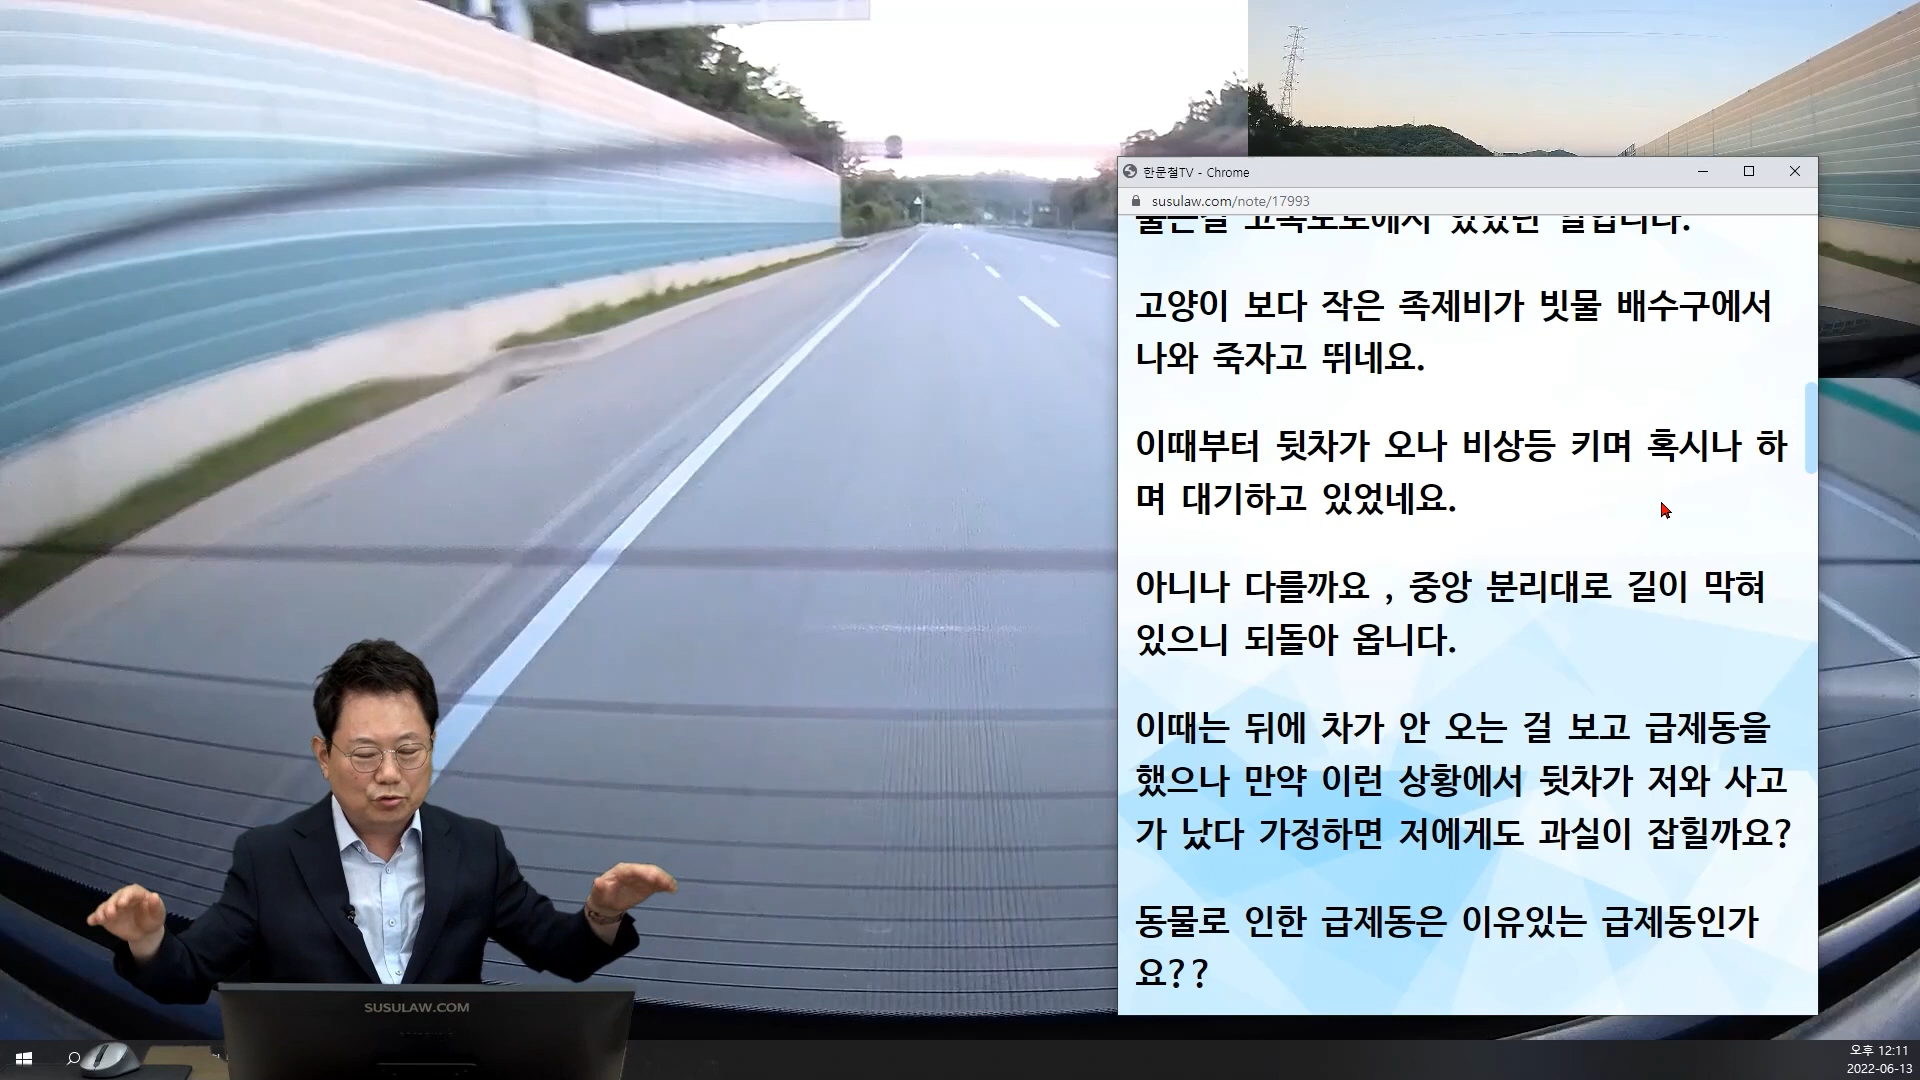 한문철TV - Chrome
susulaw.com/note/17993
고양이 보다 작은 족제비가 빗물 배수구에서
나와 죽자고 뛰네요.
이때부터 뒷차가 오나 비상등 키며 혹시나 하
며 대기하고 있었네요.
아니나 다를까요 , 중앙 분리대로 길이 막혀
있으니 되돌아 옵니다.
이때는 뒤에 차가 안 오는 걸 보고 급제동을
했으나 만약 이런 상황에서 뒷차가 저와 사고
가 났다 가정하면 저에게도 과실이 잡힐까요?
동물로 인한 급제동은 이유있는 급제동인가
요??
SUSULAW.COM
오후 12:11
2022-06-13